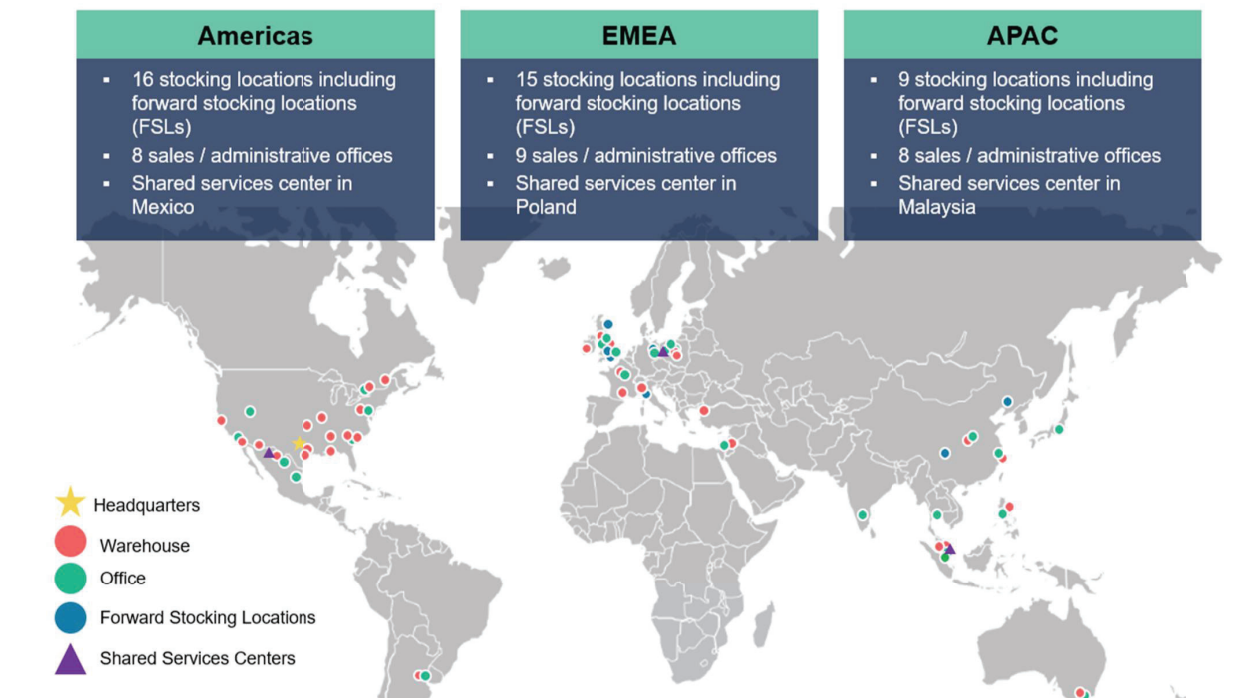 Americas
▪ 16 stocking locations including
forward stocking locations
(FSLs)
▪ 8 sales / administrative offices
▪ Shared services center in
Mexico
EMEA
▪ 15 stocking locations including
forward stocking locations
(FSLs)
▪ 9 sales / administrative offices
▪ Shared services center in
Poland
APAC
▪ 9 stocking locations including
forward stocking locations
(FSLs)
▪ 8 sales / administrative offices
▪ Shared services center in
Malaysia
Headquarters
Warehouse
Office
Forward Stocking Locations
Shared Services Centers